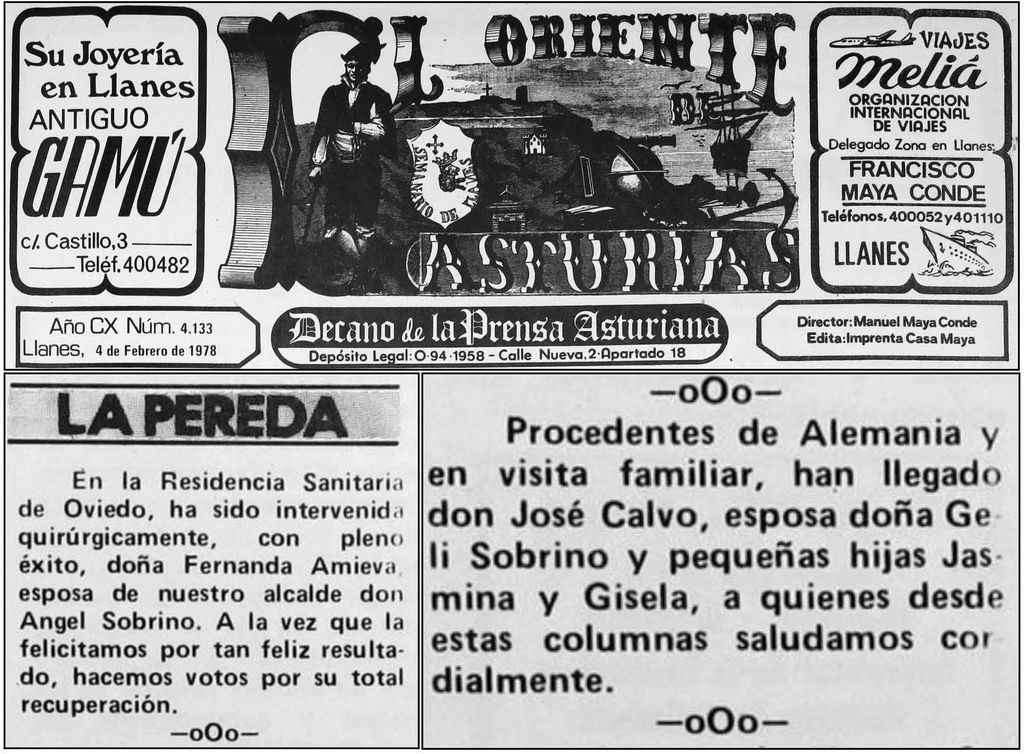 Su Joyería
en Llanes
ANTIGUO
GAMÚ
c/. Castillo,3
Teléf. 400482
EL ORIENTE
DE
ASTURIAS
SEMANARIO DE LLANES
VIAJES
Meliá
ORGANIZACION
INTERNACIONAL
DE VIAJES
Delegado Zona en Llanes:
FRANCISCO
MAYA CONDE
Teléfonos, 400052 y 401110
LLANES
Año CX Núm. 4.133
Llanes, 4 de Febrero de 1978
Decano de la Prensa Asturiana
Depósito Legal: O-94-1958 - Calle Nueva, 2-Apartado 18
Director: Manuel Maya Conde
Edita: Imprenta Casa Maya
LA PEREDA
En la Residencia Sanitaria
de Oviedo, ha sido intervenida
quirúrgicamente, con pleno
éxito, doña Fernanda Amieva,
esposa de nuestro alcalde don
Angel Sobrino. A la vez que la
felicitamos por tan feliz resulta-
do, hacemos votos por su total
recuperación.
—oOo—
—oOo—
Procedentes de Alemania y
en visita familiar, han llegado
don José Calvo, esposa doña Ge-
li Sobrino y pequeñas hijas Jas-
mina y Gisela, a quienes desde
estas columnas saludamos cor-
dialmente.
—oOo—